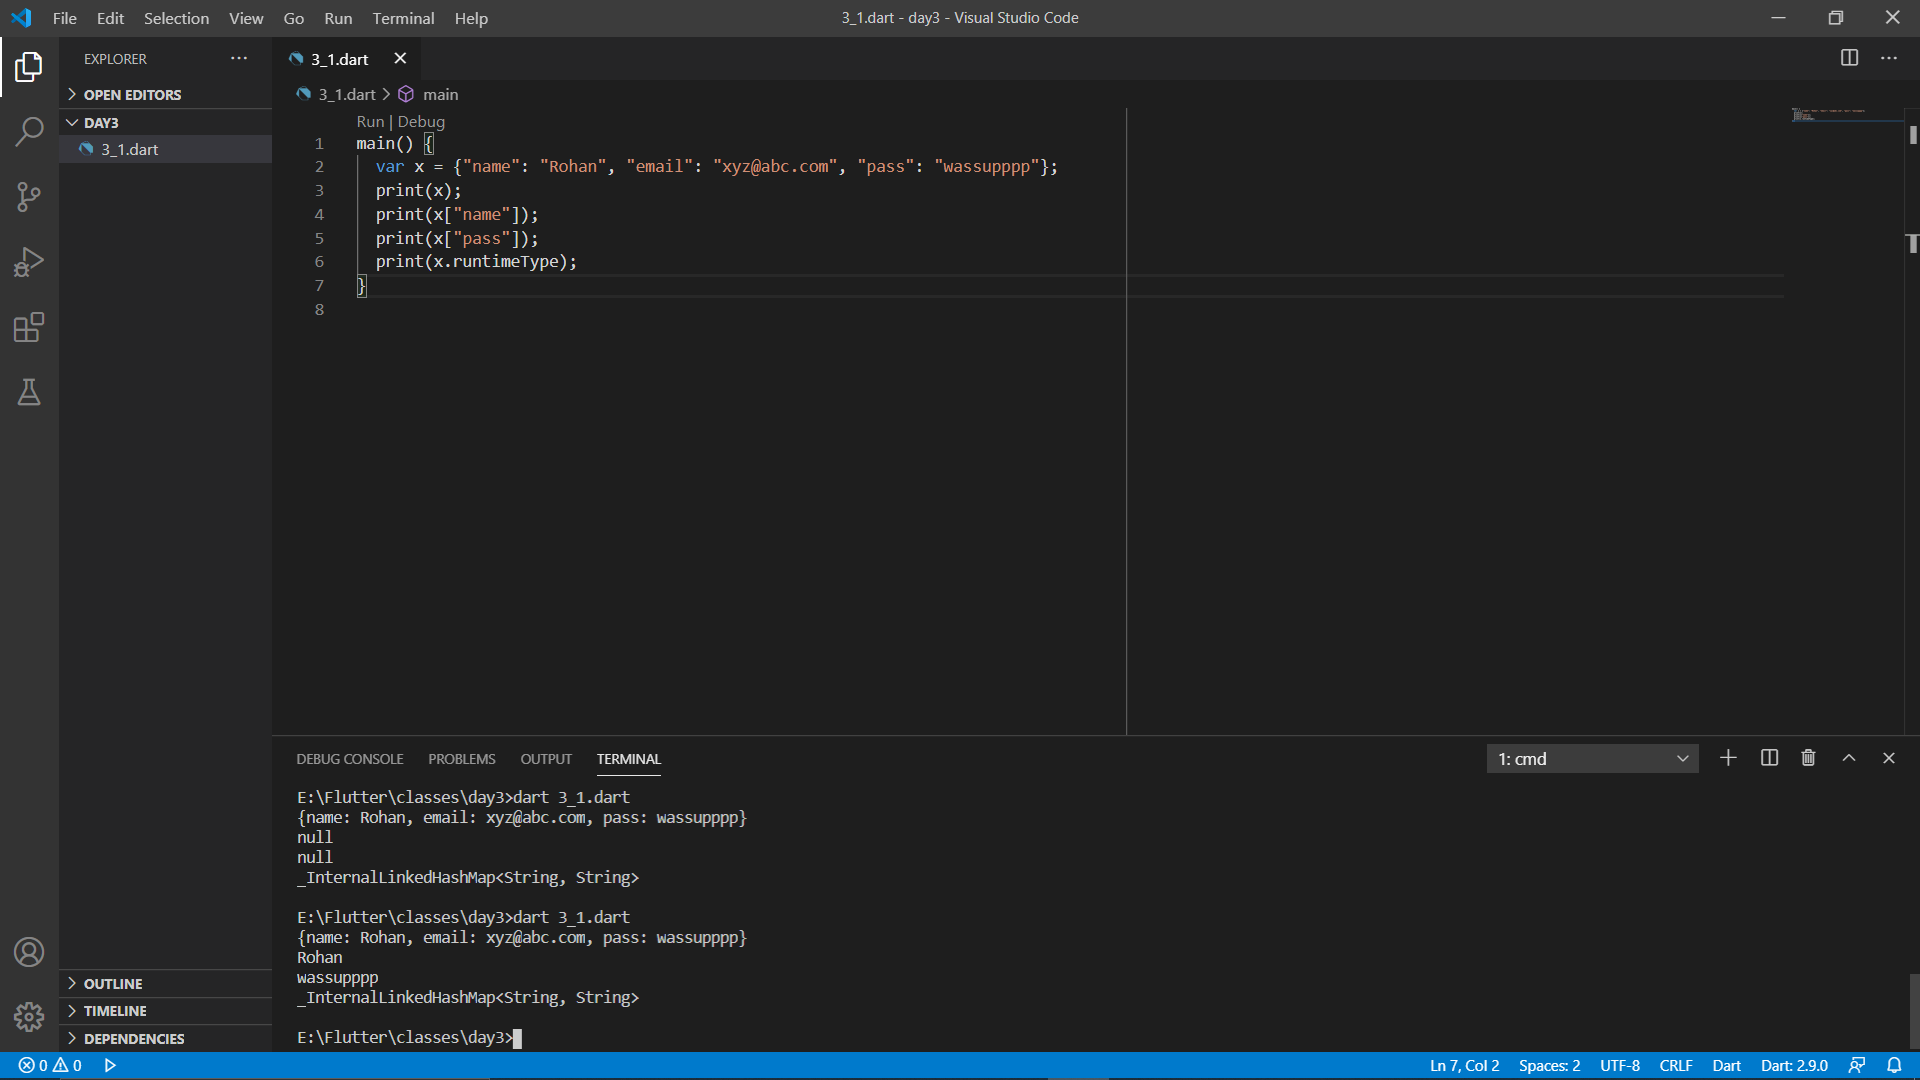 File Edit Selection View Go Run Terminal Help
3_1.dart - day3 - Visual Studio Code
EXPLORER
OPEN EDITORS
DAY3
3_1.dart
3_1.dart
3_1.dart > main
Run | Debug
1 main() {
2 var x = {"name": "Rohan", "email": "xyz@abc.com", "pass": "wassupppp"};
3 print(x);
4 print(x["name"]);
5 print(x["pass"]);
6 print(x.runtimeType);
7 }
8
DEBUG CONSOLE PROBLEMS OUTPUT TERMINAL
1: cmd
E:\Flutter\classes\day3>dart 3_1.dart
{name: Rohan, email: xyz@abc.com, pass: wassupppp}
null
null
_InternalLinkedHashMap<String, String>
E:\Flutter\classes\day3>dart 3_1.dart
{name: Rohan, email: xyz@abc.com, pass: wassupppp}
Rohan
wassupppp
_InternalLinkedHashMap<String, String>
E:\Flutter\classes\day3>
OUTLINE
TIMELINE
DEPENDENCIES
0 0
Ln 7, Col 2 Spaces: 2 UTF-8 CRLF Dart Dart: 2.9.0